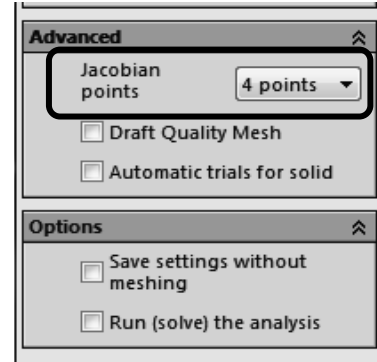 Advanced
Jacobian
points
4 points
Draft Quality Mesh
Automatic trials for solid
Options
Save settings without
meshing
Run (solve) the analysis